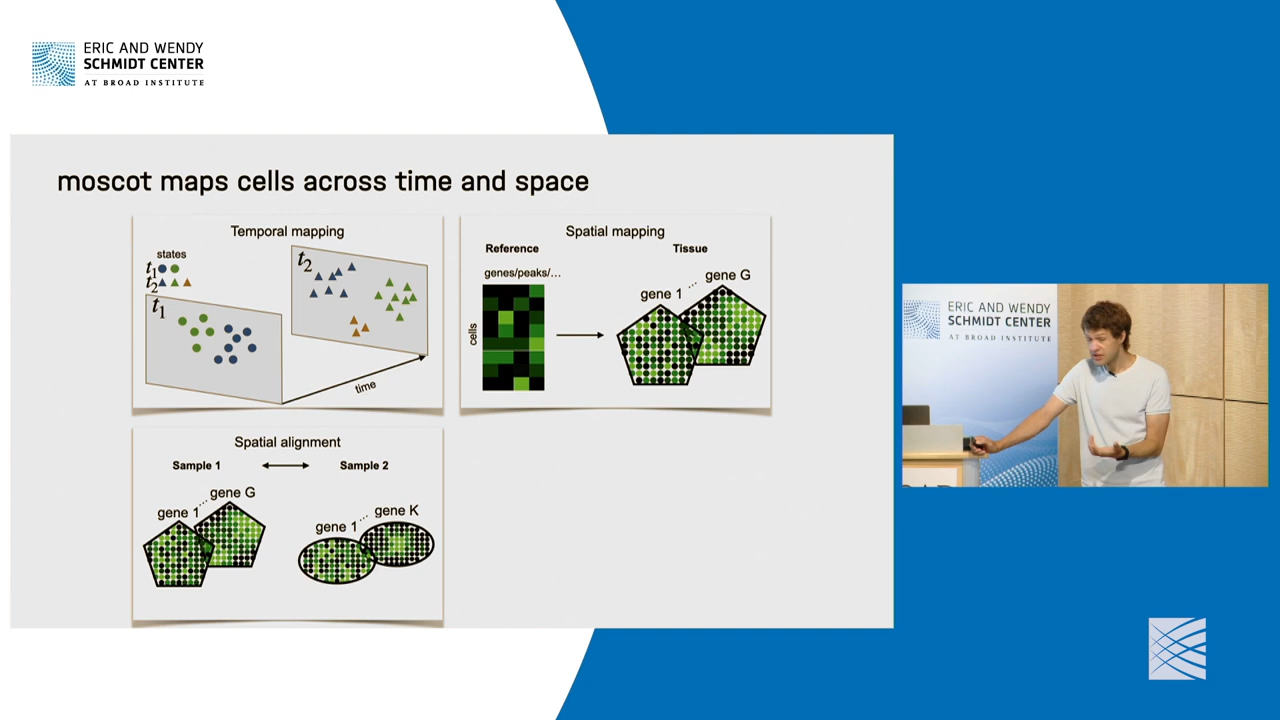 ERIC AND WENDY
SCHMIDT CENTER
AT BROAD INSTITUTE
moscot maps cells across time and space
Temporal mapping
states
t1
t2
t1
t2
time
Spatial mapping
Reference
Tissue
genes/peaks/...
cells
gene 1 ... gene G
Spatial alignment
Sample 1
Sample 2
gene 1 ... gene G
gene 1 ... gene K
ERIC AND WENDY
SCHMIDT CENTER
AT BROAD INSTITUTE